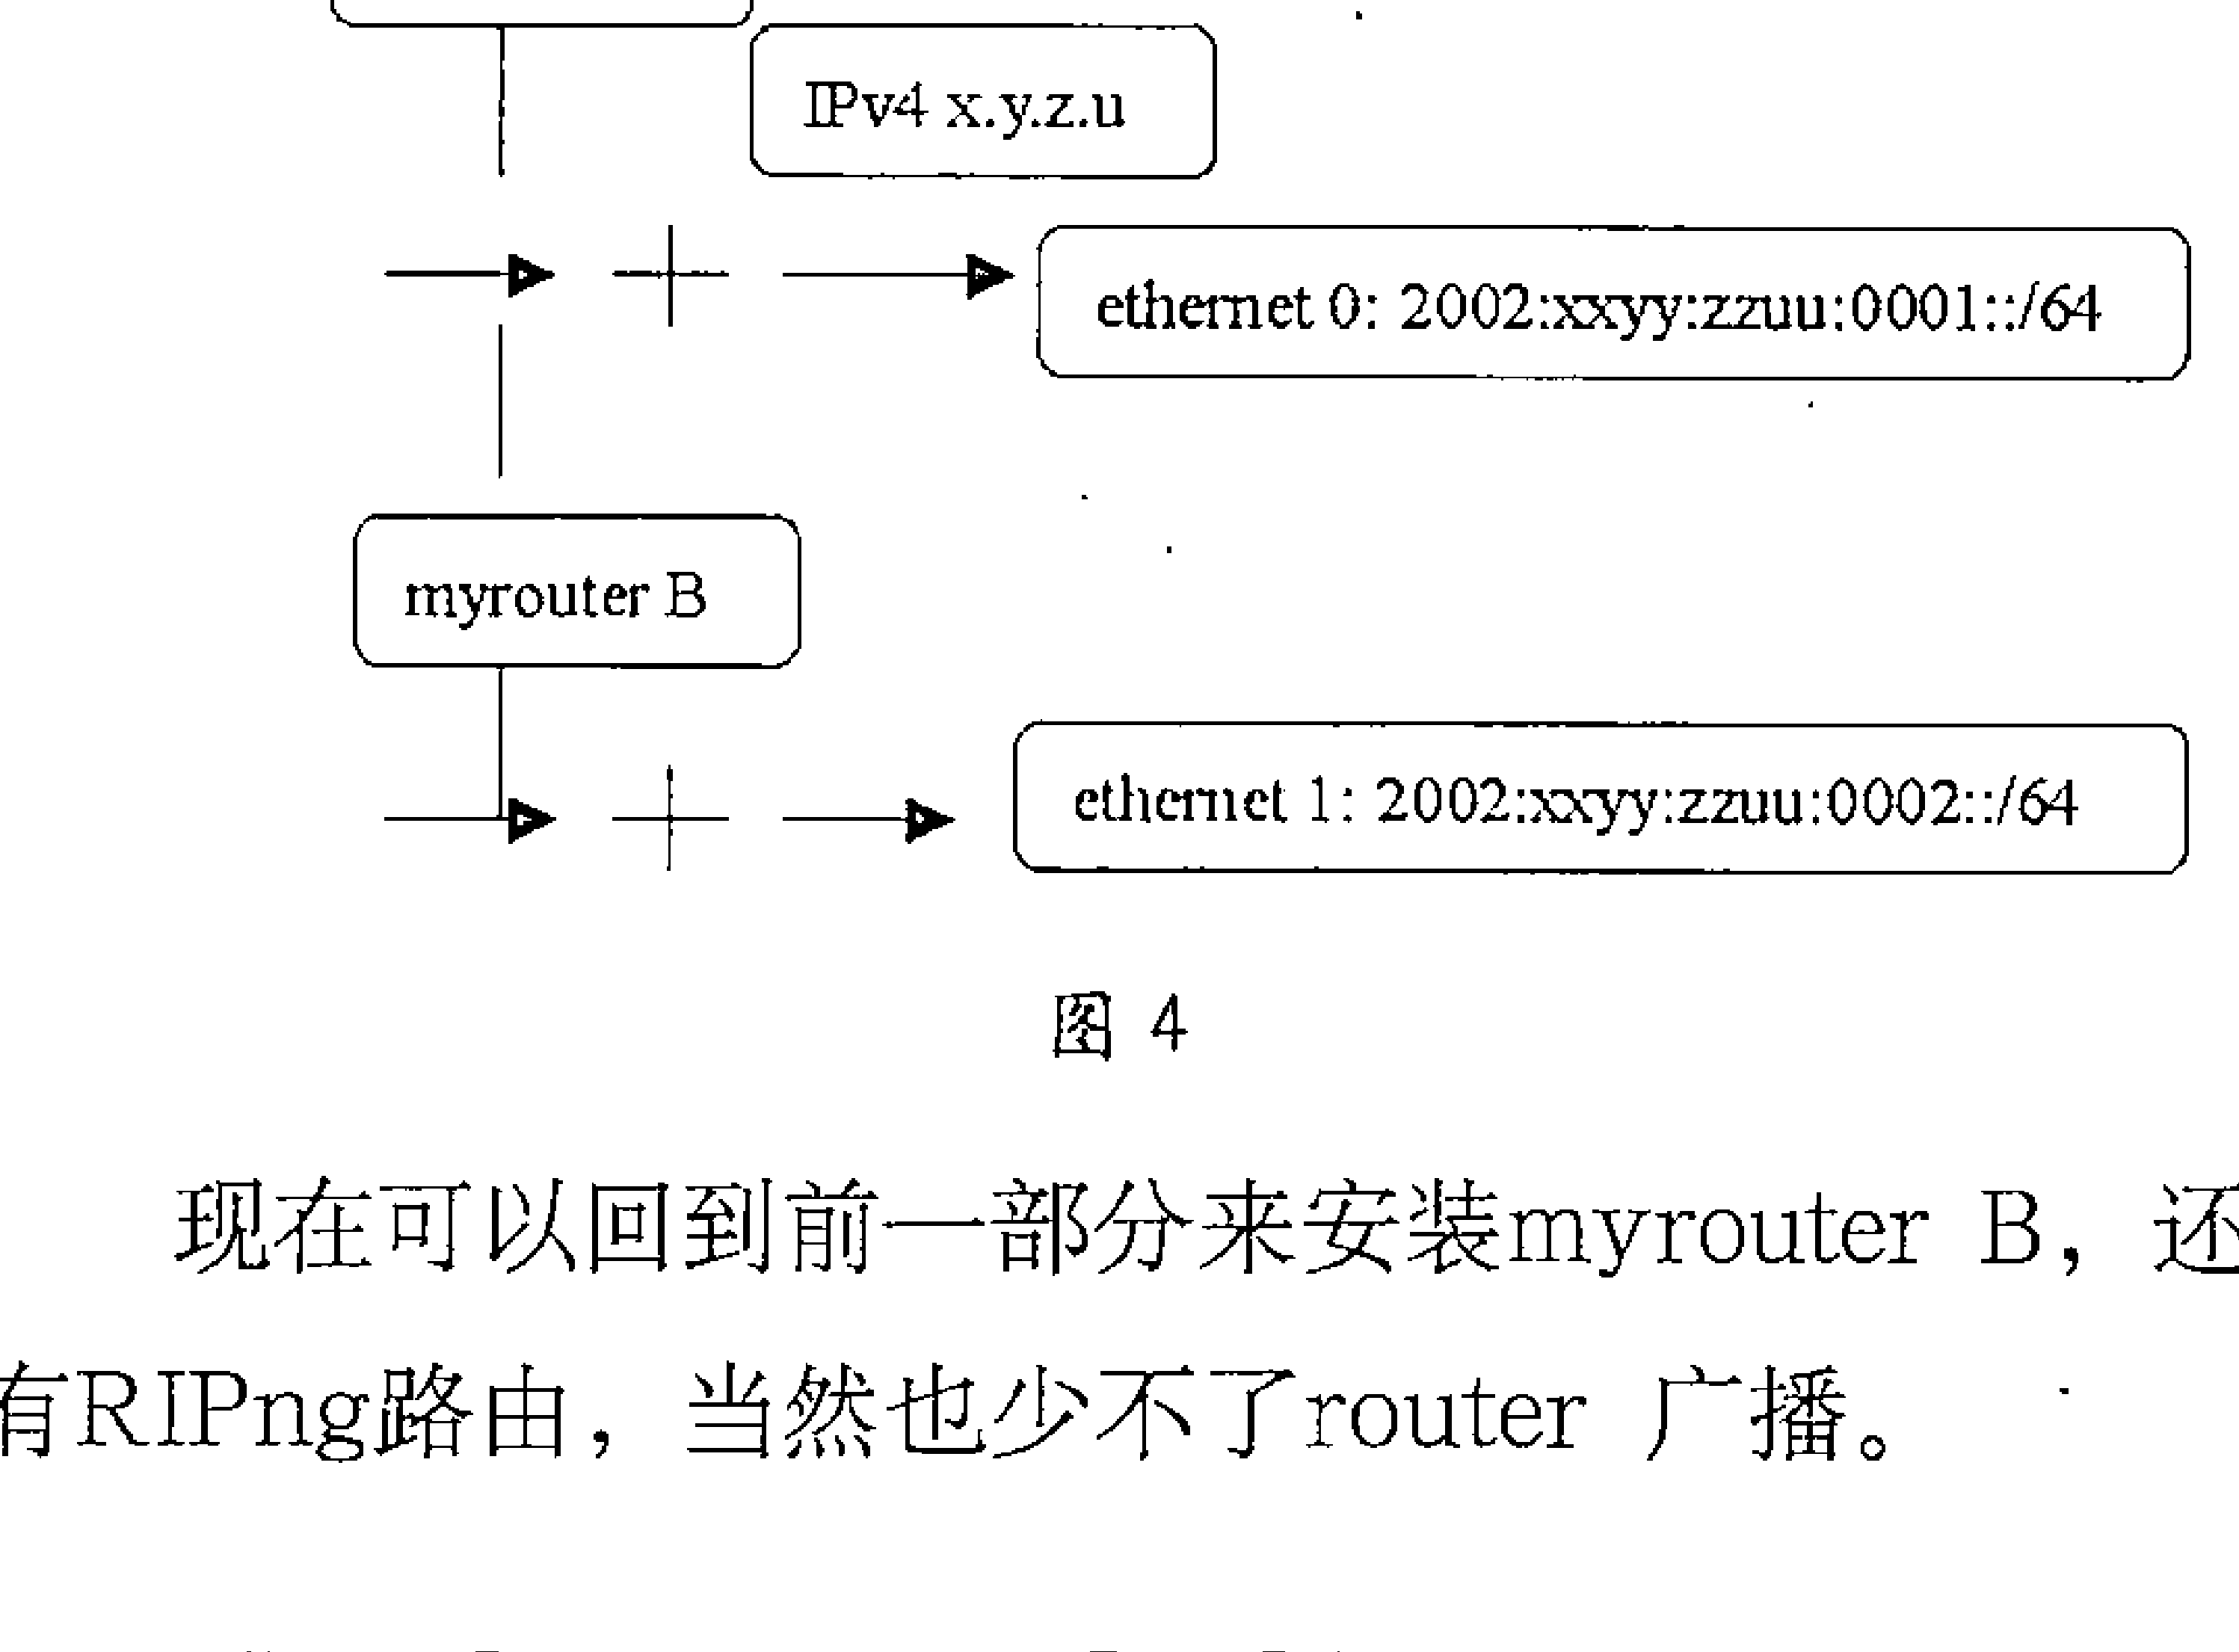 IPv4 x.y.z.u
ethernet 0: 2002:xxyy:zzuu:0001::/64
myrouter B
ethernet 1: 2002:xxyy:zzuu:0002::/64
图 4
现在可以回到前一部分来安装myrouter B，还
有RIPng路由，当然也少不了router 广播。